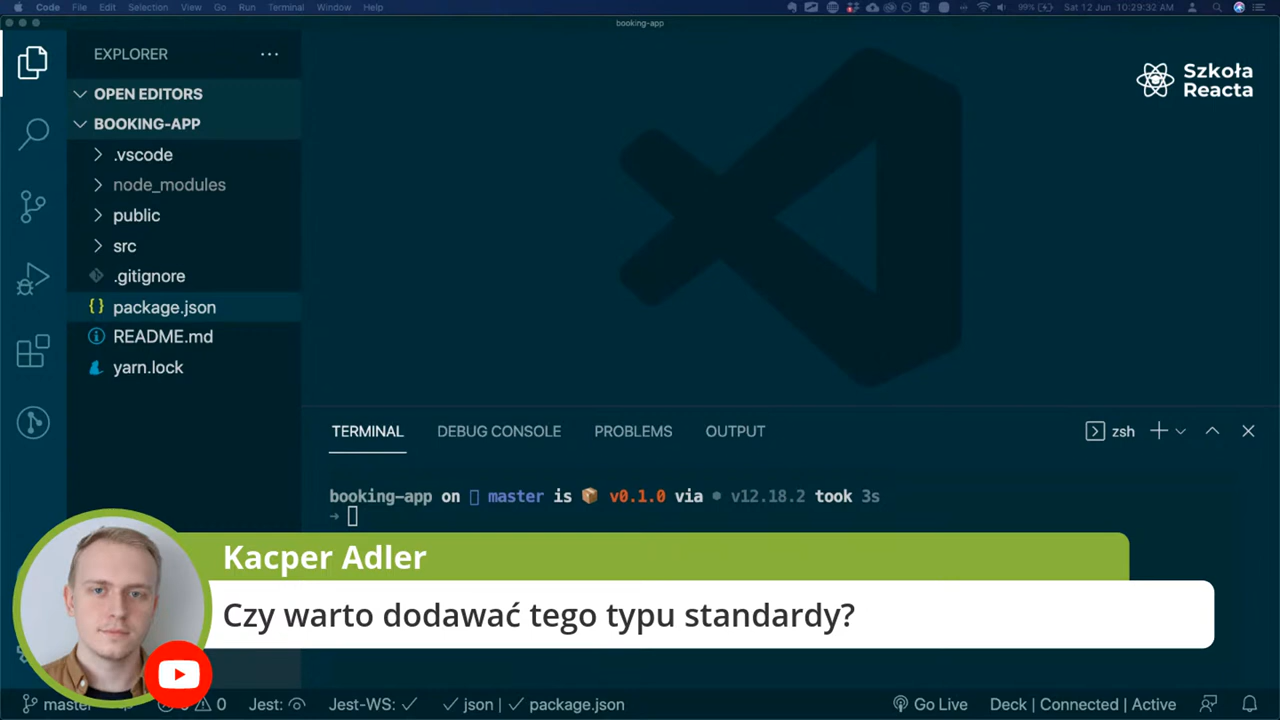 Code File Edit Selection View Go Run Terminal Window Help
99% Sat 12 Jun 10:29:32 AM
booking-app
EXPLORER
OPEN EDITORS
BOOKING-APP
.vscode
node_modules
public
src
.gitignore
package.json
README.md
yarn.lock
Szkoła
Reacta
TERMINAL DEBUG CONSOLE PROBLEMS OUTPUT
zsh
booking-app on master is v0.1.0 via v12.18.2 took 3s
Kacper Adler
Czy warto dodawać tego typu standardy?
master 0 Jest: Jest-WS: ✓ ✓ json | ✓ package.json Go Live Deck | Connected | Active